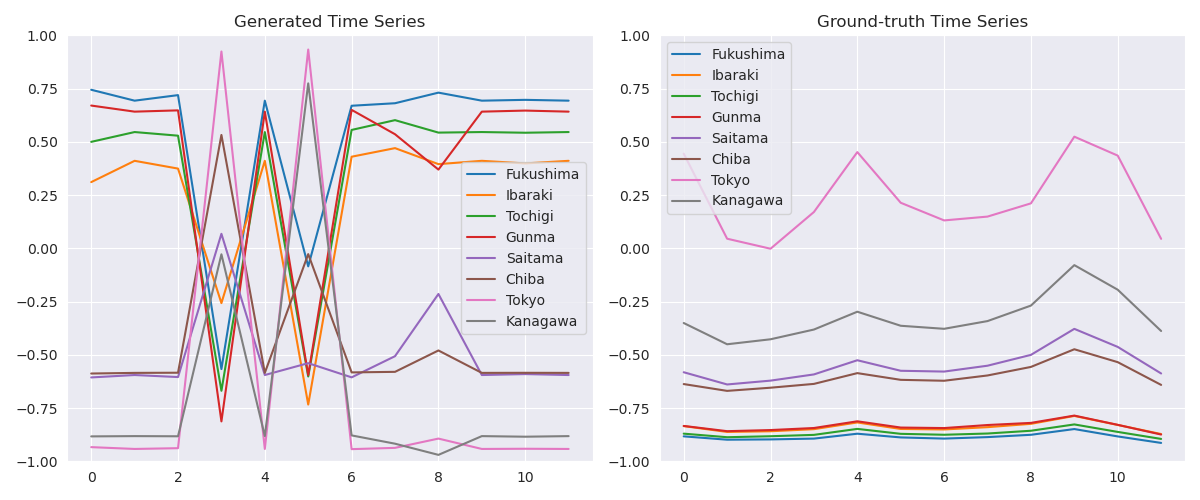 Generated Time Series
1.00
0.75
0.50
0.25
0.00
−0.25
−0.50
−0.75
−1.00
0 2 4 6 8 10
Fukushima
Ibaraki
Tochigi
Gunma
Saitama
Chiba
Tokyo
Kanagawa
Ground-truth Time Series
1.00
0.75
0.50
0.25
0.00
−0.25
−0.50
−0.75
−1.00
0 2 4 6 8 10
Fukushima
Ibaraki
Tochigi
Gunma
Saitama
Chiba
Tokyo
Kanagawa